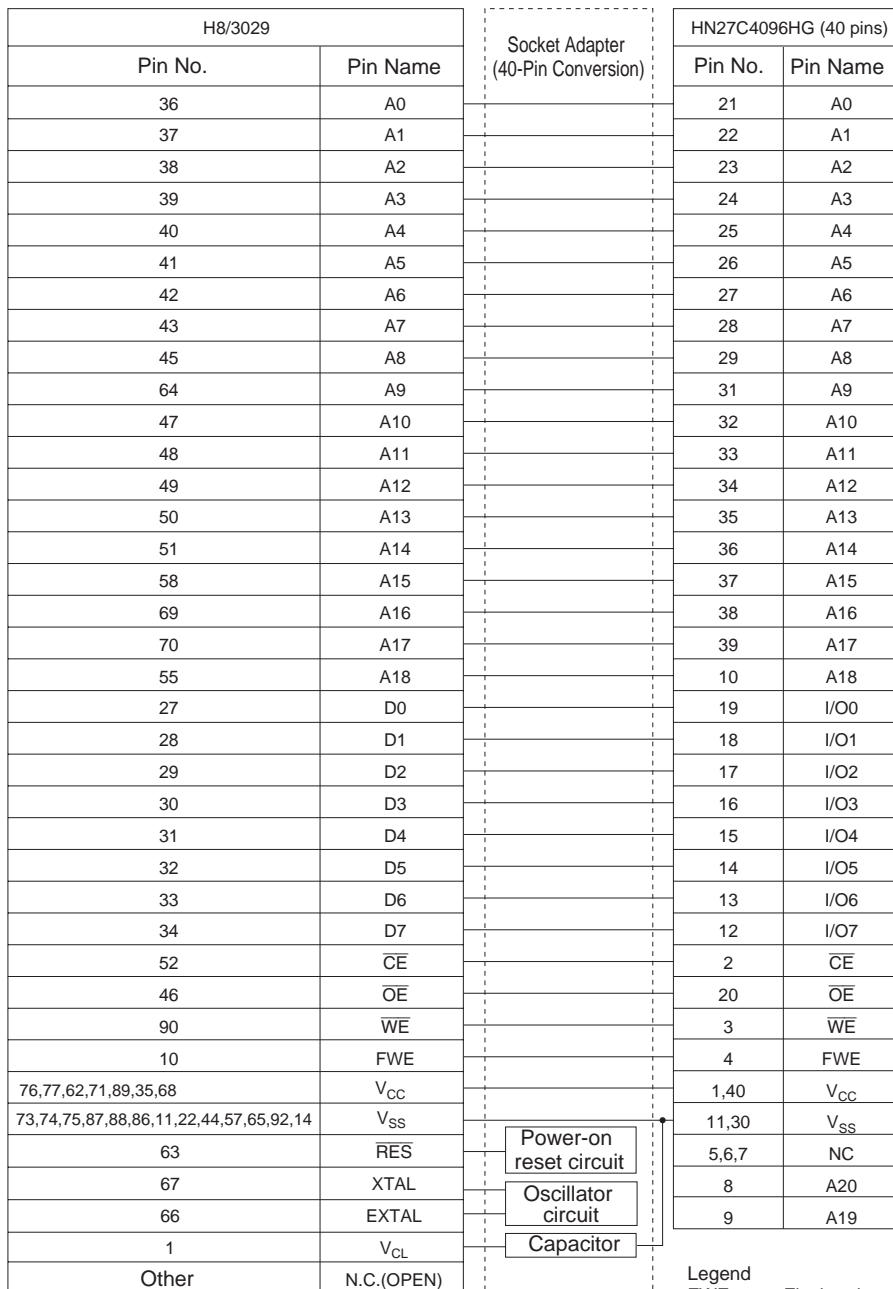 H8/3029 Socket Adapter (40-Pin Conversion) HN27C4096HG (40 pins)
Pin No. Pin Name Pin No. Pin Name
36 A0 21 A0
37 A1 22 A1
38 A2 23 A2
39 A3 24 A3
40 A4 25 A4
41 A5 26 A5
42 A6 27 A6
43 A7 28 A7
45 A8 29 A8
64 A9 31 A9
47 A10 32 A10
48 A11 33 A11
49 A12 34 A12
50 A13 35 A13
51 A14 36 A14
58 A15 37 A15
69 A16 38 A16
70 A17 39 A17
55 A18 10 A18
27 D0 19 I/O0
28 D1 18 I/O1
29 D2 17 I/O2
30 D3 16 I/O3
31 D4 15 I/O4
32 D5 14 I/O5
33 D6 13 I/O6
34 D7 12 I/O7
52 C̅E̅ 2 C̅E̅
46 O̅E̅ 20 O̅E̅
90 W̅E̅ 3 W̅E̅
10 FWE 4 FWE
76,77,62,71,89,35,68 VCC 1,40 VCC
73,74,75,87,88,86,11,22,44,57,65,92,14 VSS 11,30 VSS
63 R̅E̅S̅ Power-on reset circuit 5,6,7 NC
67 XTAL Oscillator circuit 8 A20
66 EXTAL 9 A19
1 VCL Capacitor
Other N.C.(OPEN) Legend